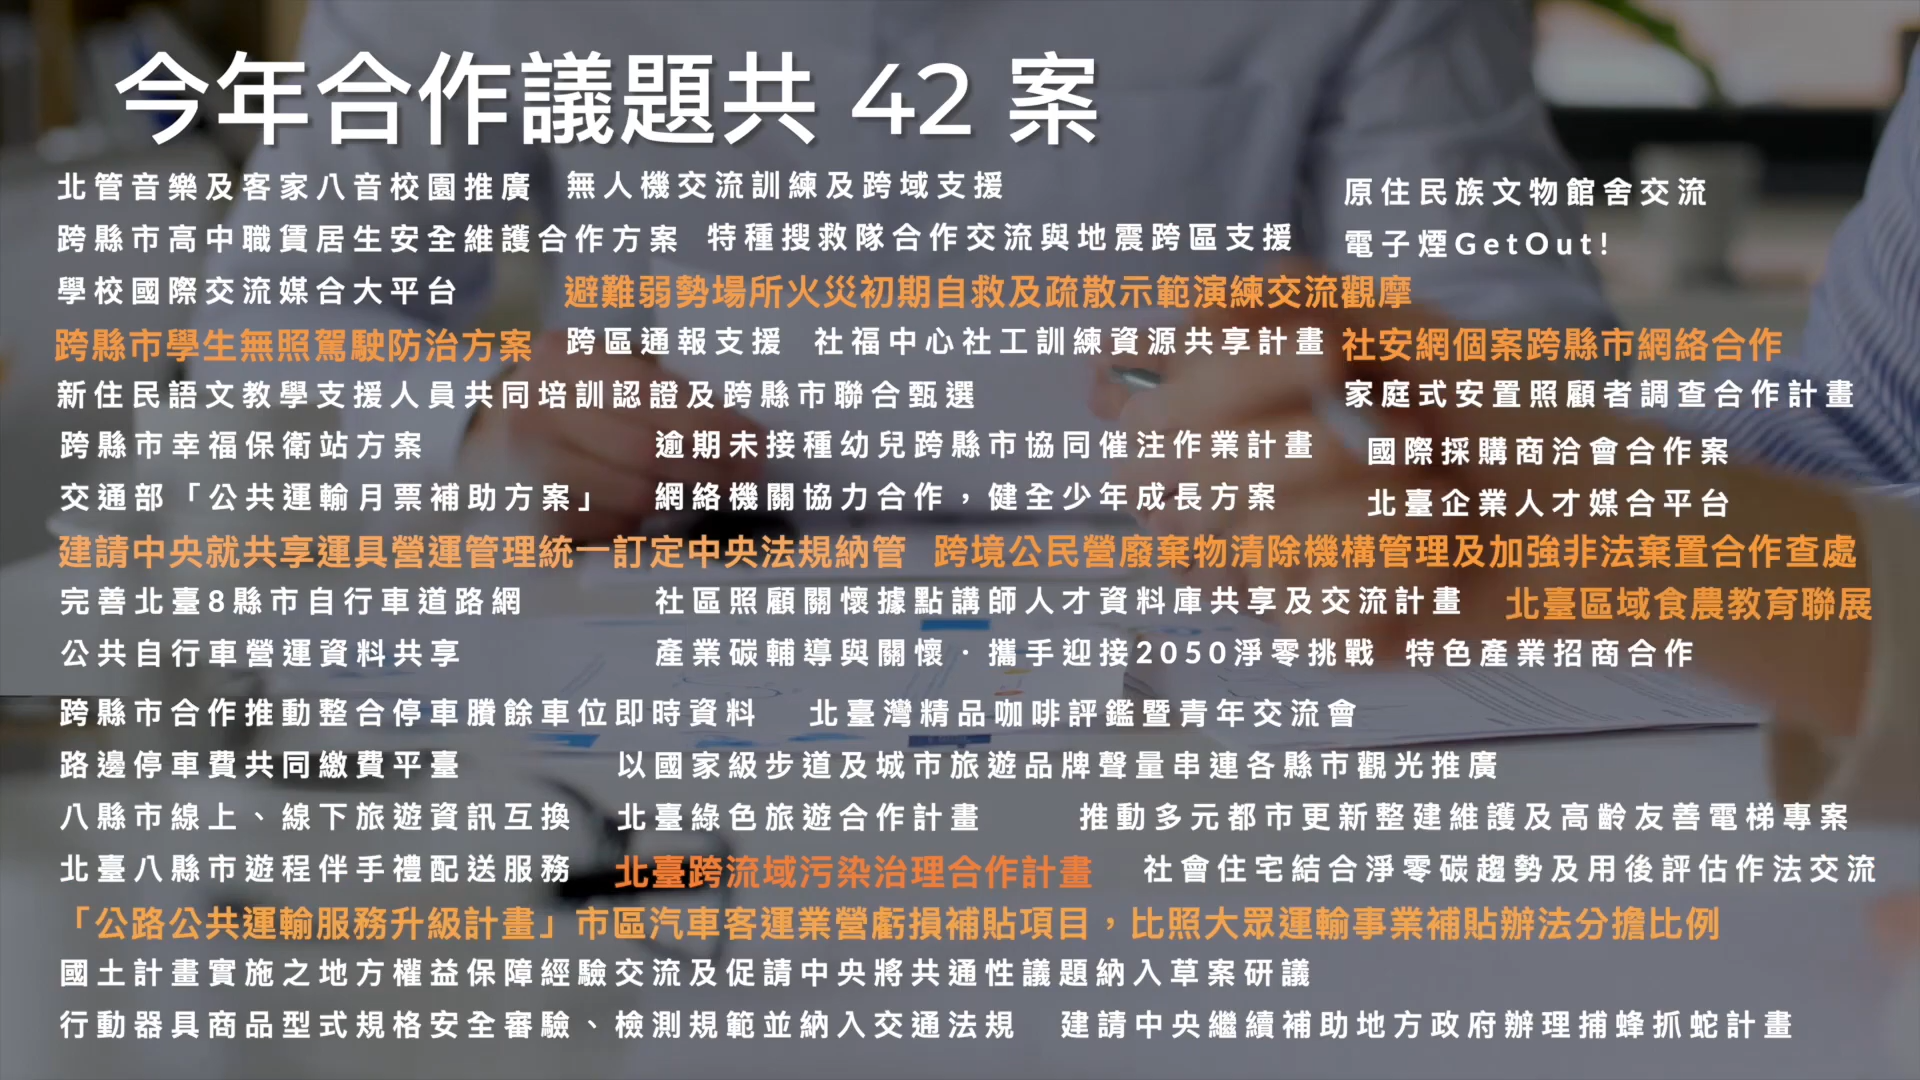 今年合作議題共 42 案
北管音樂及客家八音校園推廣 無人機交流訓練及跨域支援 原住民族文物館舍交流
跨縣市高中職賃居生安全維護合作方案 特種搜救隊合作交流與地震跨區支援 電子煙GetOut!
學校國際交流媒合大平台 避難弱勢場所火災初期自救及疏散示範演練交流觀摩
跨縣市學生無照駕駛防治方案 跨區通報支援 社福中心社工訓練資源共享計畫 社安網個案跨縣市網絡合作
新住民語文教學支援人員共同培訓認證及跨縣市聯合甄選 家庭式安置照顧者調查合作計畫
跨縣市幸福保衛站方案 逾期未接種幼兒跨縣市協同催注作業計畫 國際採購商洽會合作案
交通部「公共運輸月票補助方案」 網絡機關協力合作，健全少年成長方案 北臺企業人才媒合平台
建請中央就共享運具營運管理統一訂定中央法規納管 跨境公民營廢棄物清除機構管理及加強非法棄置合作查處
完善北臺8縣市自行車道路網 社區照顧關懷據點講師人才資料庫共享及交流計畫 北臺區域食農教育聯展
公共自行車營運資料共享 產業碳輔導與關懷．攜手迎接2050淨零挑戰 特色產業招商合作
跨縣市合作推動整合停車賸餘車位即時資料 北臺灣精品咖啡評鑑暨青年交流會
路邊停車費共同繳費平臺 以國家級步道及城市旅遊品牌聲量串連各縣市觀光推廣
八縣市線上、線下旅遊資訊互換 北臺綠色旅遊合作計畫 推動多元都市更新整建維護及高齡友善電梯專案
北臺八縣市遊程伴手禮配送服務 北臺跨流域污染治理合作計畫 社會住宅結合淨零碳趨勢及用後評估作法交流
「公路公共運輸服務升級計畫」市區汽車客運業營虧損補貼項目，比照大眾運輸事業補貼辦法分擔比例
國土計畫實施之地方權益保障經驗交流及促請中央將共通性議題納入草案研議
行動器具商品型式規格安全審驗、檢測規範並納入交通法規 建請中央繼續補助地方政府辦理捕蜂抓蛇計畫